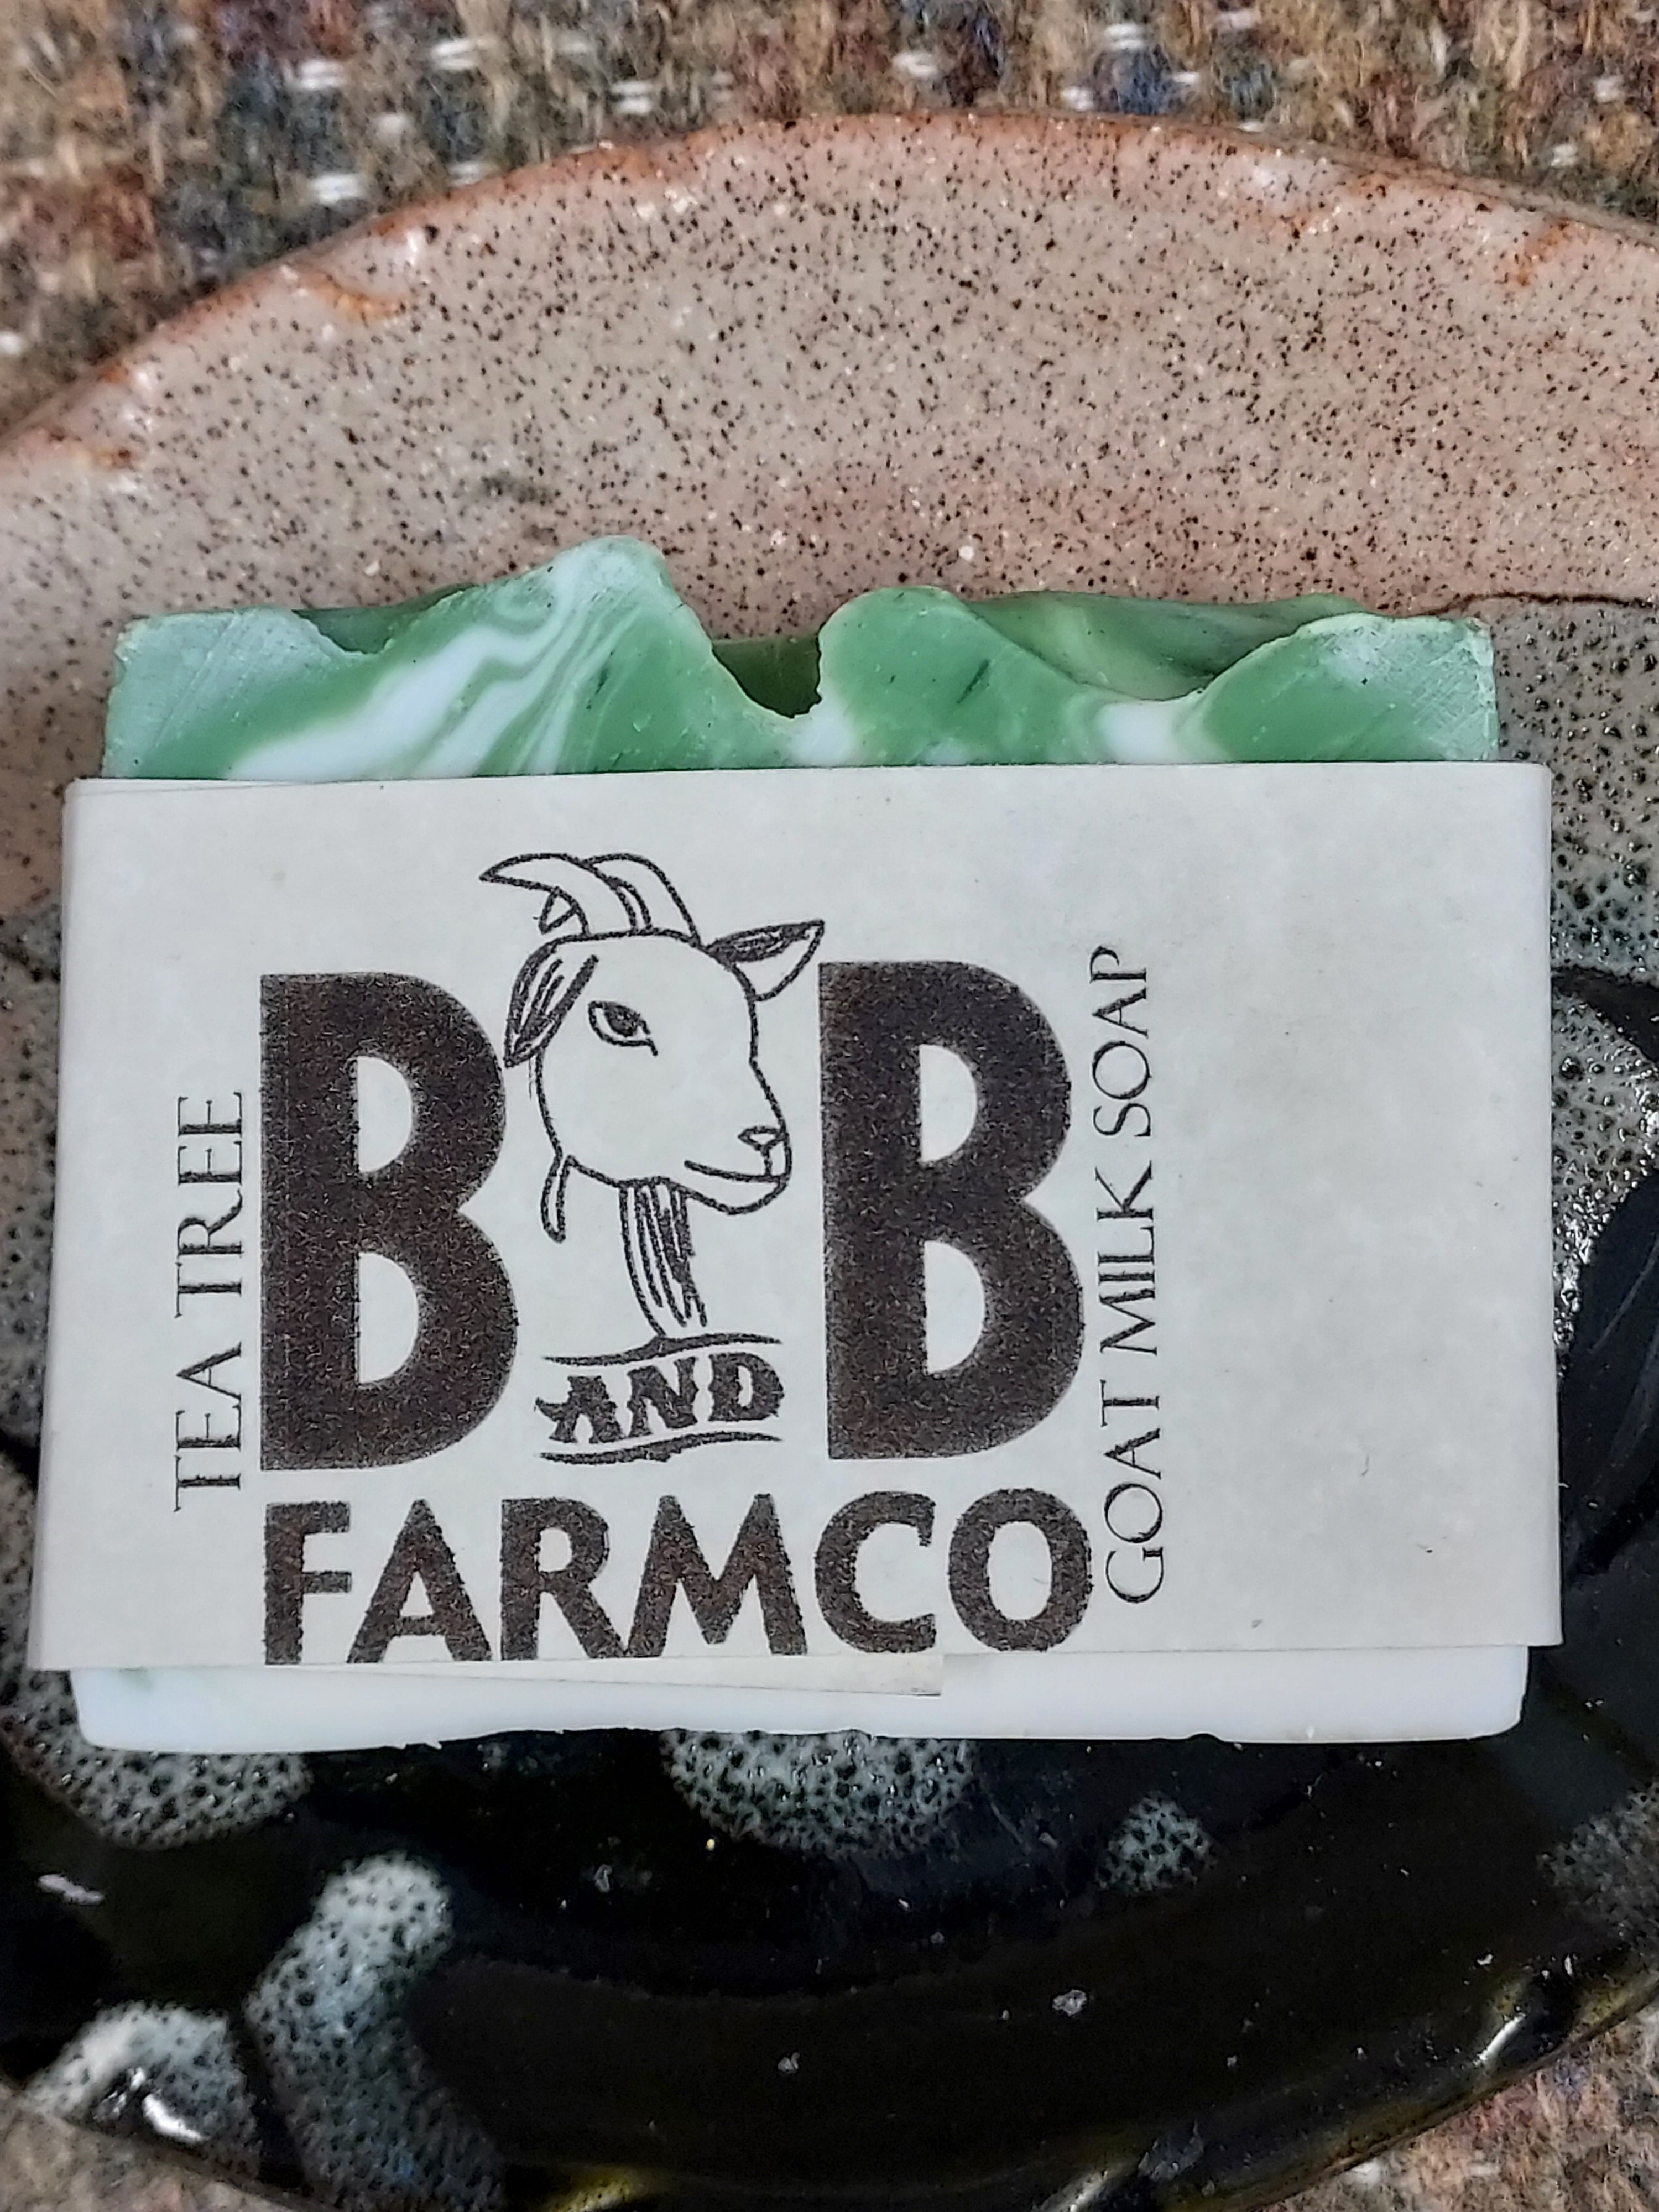 TEA TREE
B AND B
FARMCO
GOAT MILK SOAP